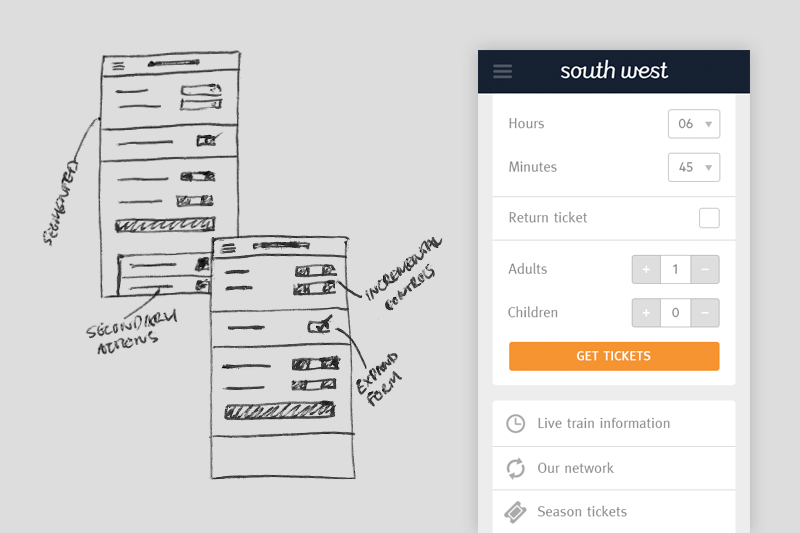 SEGMENTED
SECONDARY
ACTIONS
INCREMENTAL
CONTROLS
EXPAND
FORM
south west
Hours
06
Minutes
45
Return ticket
Adults
+ 1 −
Children
+ 0 −
GET TICKETS
Live train information
Our network
Season tickets